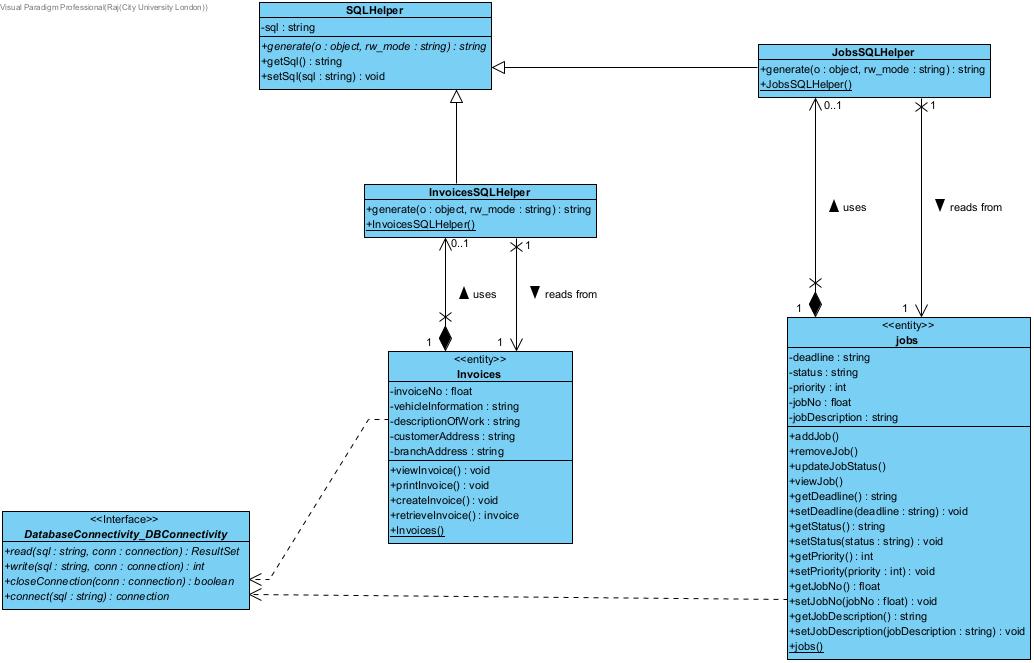 Visual Paradigm Professional(Raj(City University London))
SQLHelper
-sql : string
+generate(o : object, rw_mode : string) : string
+getSql() : string
+setSql(sql : string) : void
JobsSQLHelper
+generate(o : object, rw_mode : string) : string
+JobsSQLHelper()
0..1
1
uses
reads from
InvoicesSQLHelper
+generate(o : object, rw_mode : string) : string
+InvoicesSQLHelper()
0..1
1
uses
reads from
1
1
1
1
<<entity>>
Invoices
-invoiceNo : float
-vehicleInformation : string
-descriptionOfWork : string
-customerAddress : string
-branchAddress : string
+viewInvoice() : void
+printInvoice() : void
+createInvoice() : void
+retrieveInvoice() : invoice
+Invoices()
<<entity>>
jobs
-deadline : string
-status : string
-priority : int
-jobNo : float
-jobDescription : string
+addJob()
+removeJob()
+updateJobStatus()
+viewJob()
+getDeadline() : string
+setDeadline(deadline : string) : void
+getStatus() : string
+setStatus(status : string) : void
+getPriority() : int
+setPriority(priority : int) : void
+getJobNo() : float
+setJobNo(jobNo : float) : void
+getJobDescription() : string
+setJobDescription(jobDescription : string) : void
+jobs()
<<Interface>>
DatabaseConnectivity_DBConnectivity
+read(sql : string, conn : connection) : ResultSet
+write(sql : string, conn : connection) : int
+closeConnection(conn : connection) : boolean
+connect(sql : string) : connection